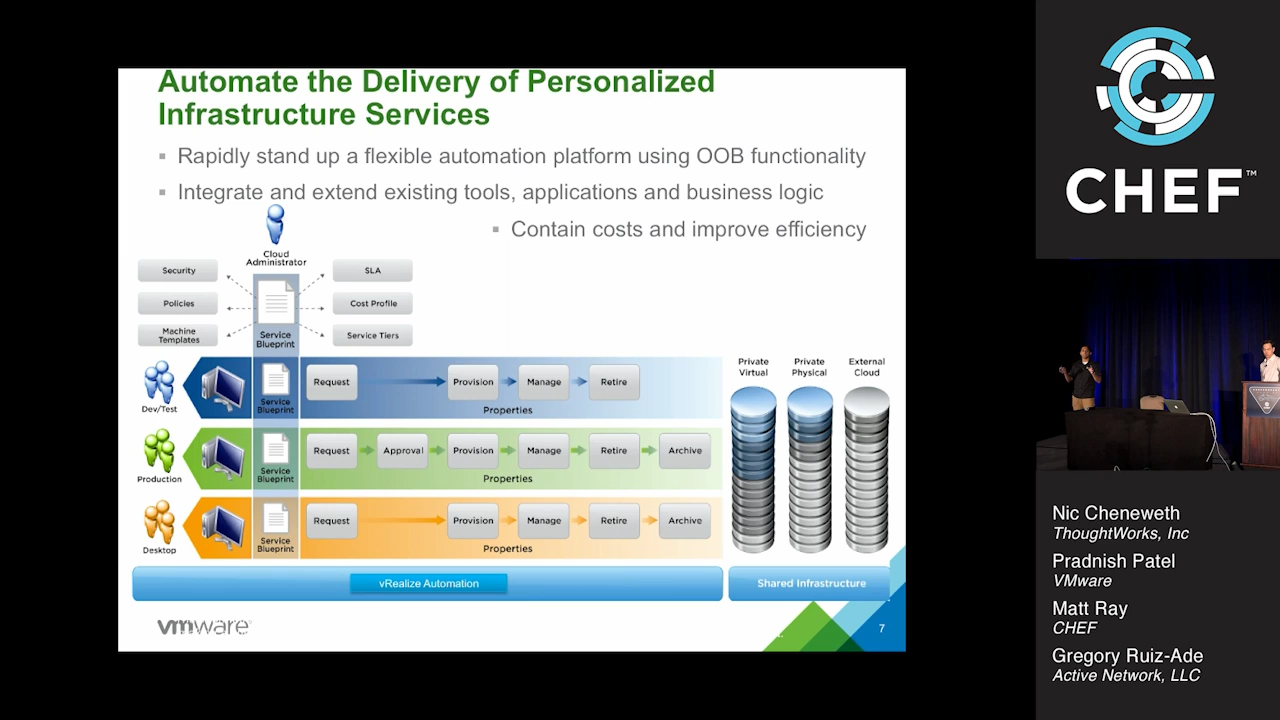 Automate the Delivery of Personalized
Infrastructure Services
▪ Rapidly stand up a flexible automation platform using OOB functionality
▪ Integrate and extend existing tools, applications and business logic
▪ Contain costs and improve efficiency
Cloud
Administrator
Security
SLA
Policies
Cost Profile
Machine
Templates
Service
Blueprint
Service Tiers
Dev/Test
Service
Blueprint
Request
Provision
Manage
Retire
Properties
Production
Service
Blueprint
Request
Approval
Provision
Manage
Retire
Archive
Properties
Desktop
Service
Blueprint
Request
Provision
Manage
Retire
Archive
Properties
Private
Virtual
Private
Physical
External
Cloud
vRealize Automation
Shared Infrastructure
vmware
7
CHEF™
Nic Cheneweth
ThoughtWorks, Inc
Pradnish Patel
VMware
Matt Ray
CHEF
Gregory Ruiz-Ade
Active Network, LLC